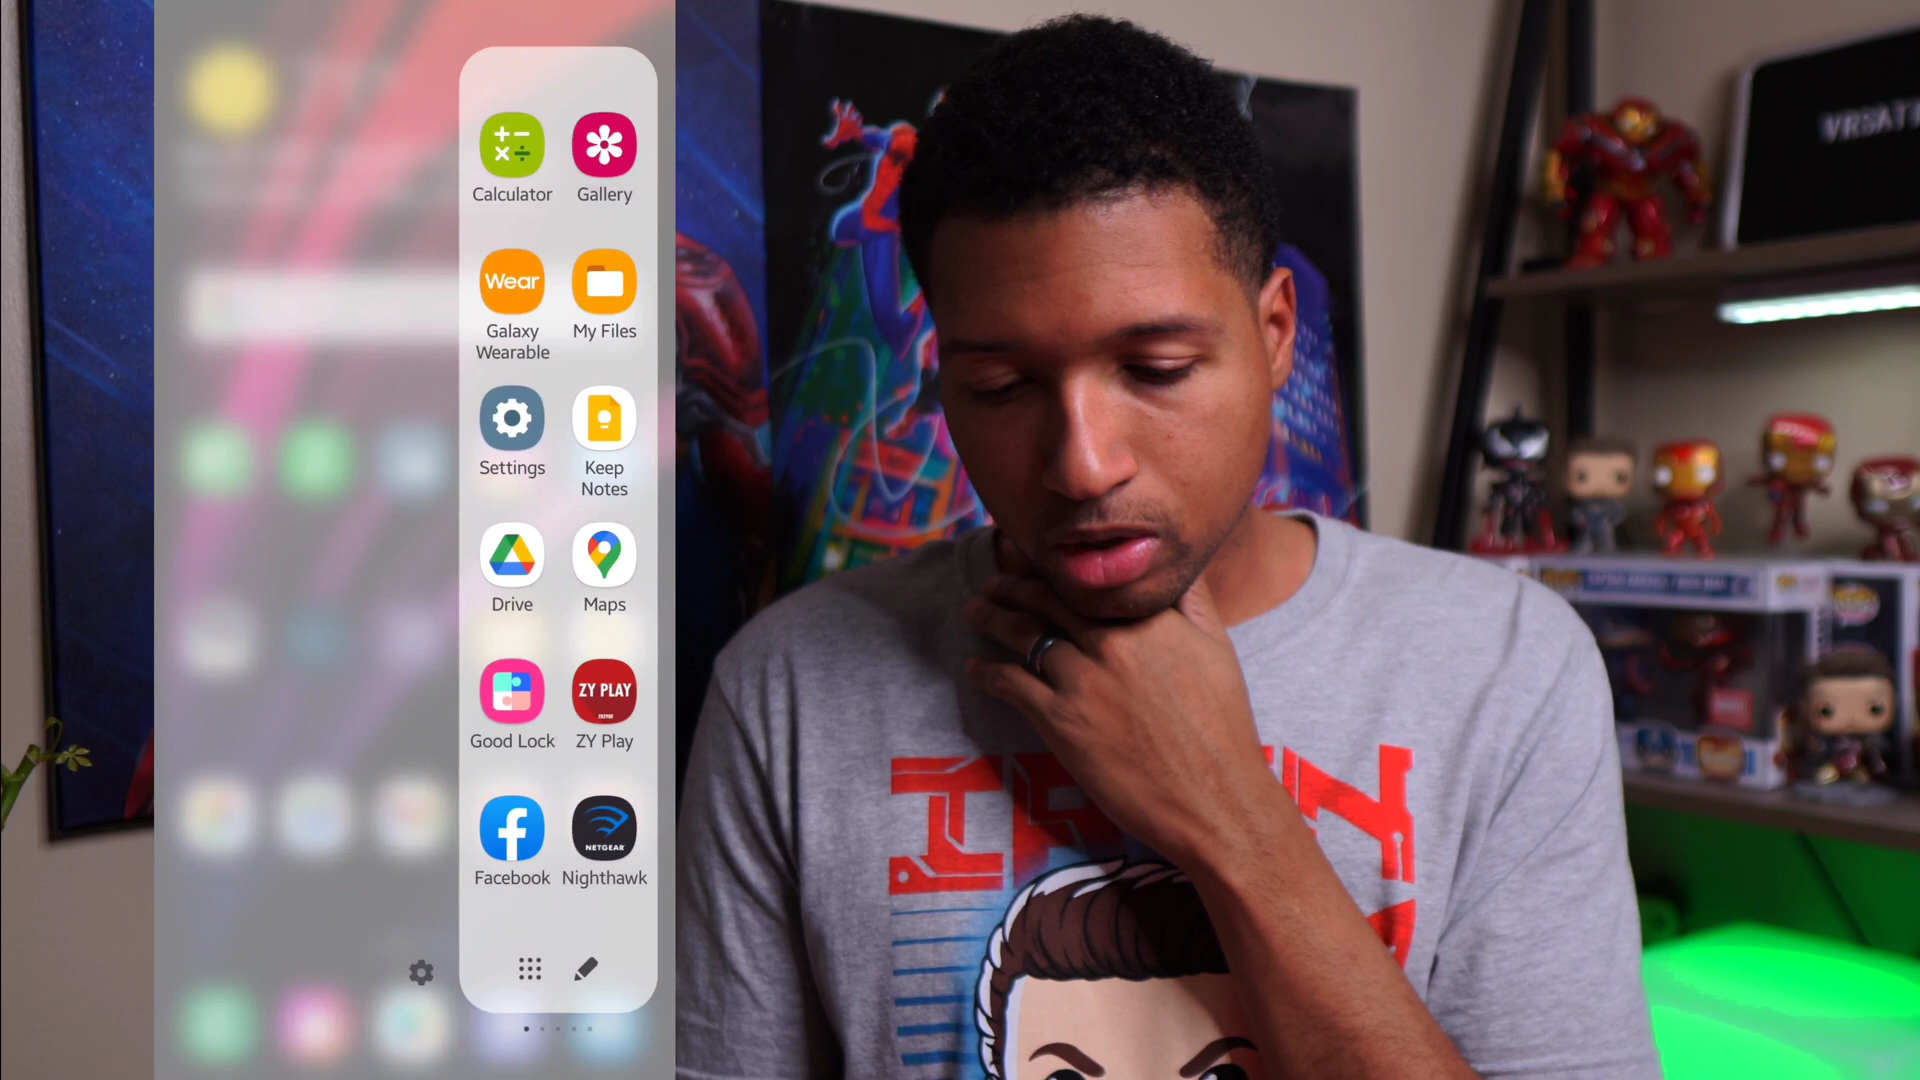 Calculator
Gallery
Wear
Galaxy
Wearable
My Files
Settings
Keep
Notes
Drive
Maps
Good Lock
ZY PLAY
ZY Play
Facebook
NETGEAR
Nighthawk